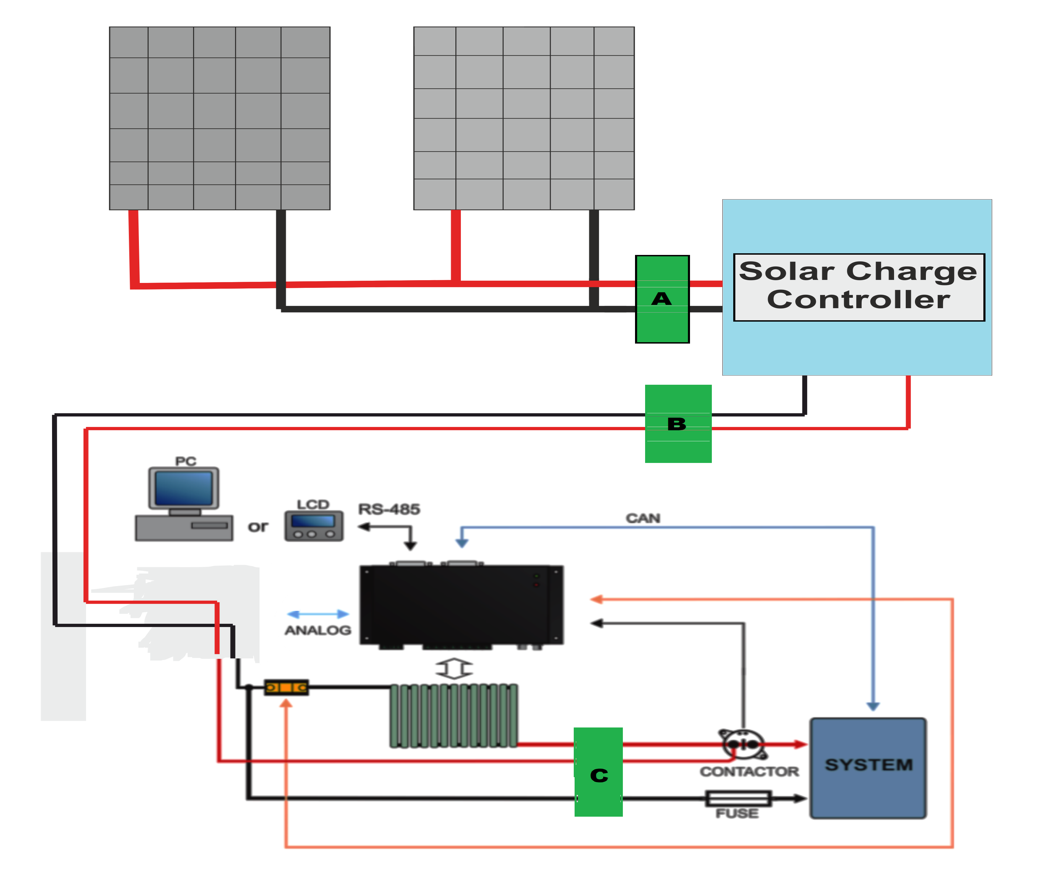 Solar Charge
Controller
A
B
PC
or
LCD
RS-485
CAN
ANALOG
C
CONTACTOR
SYSTEM
FUSE